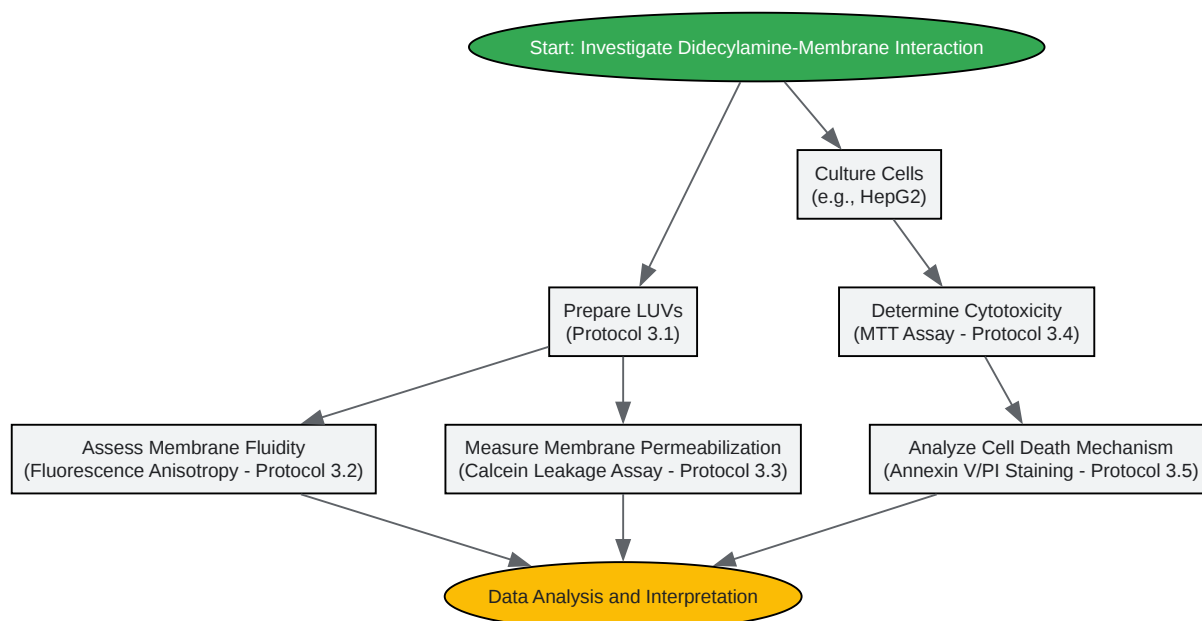 Start: Investigate Didecylamine-Membrane Interaction
Culture Cells
(e.g., HepG2)
Prepare LUVs
(Protocol 3.1)
Determine Cytotoxicity
(MTT Assay - Protocol 3.4)
Assess Membrane Fluidity
(Fluorescence Anisotropy - Protocol 3.2)
Measure Membrane Permeabilization
(Calcein Leakage Assay - Protocol 3.3)
Analyze Cell Death Mechanism
(Annexin V/PI Staining - Protocol 3.5)
Data Analysis and Interpretation